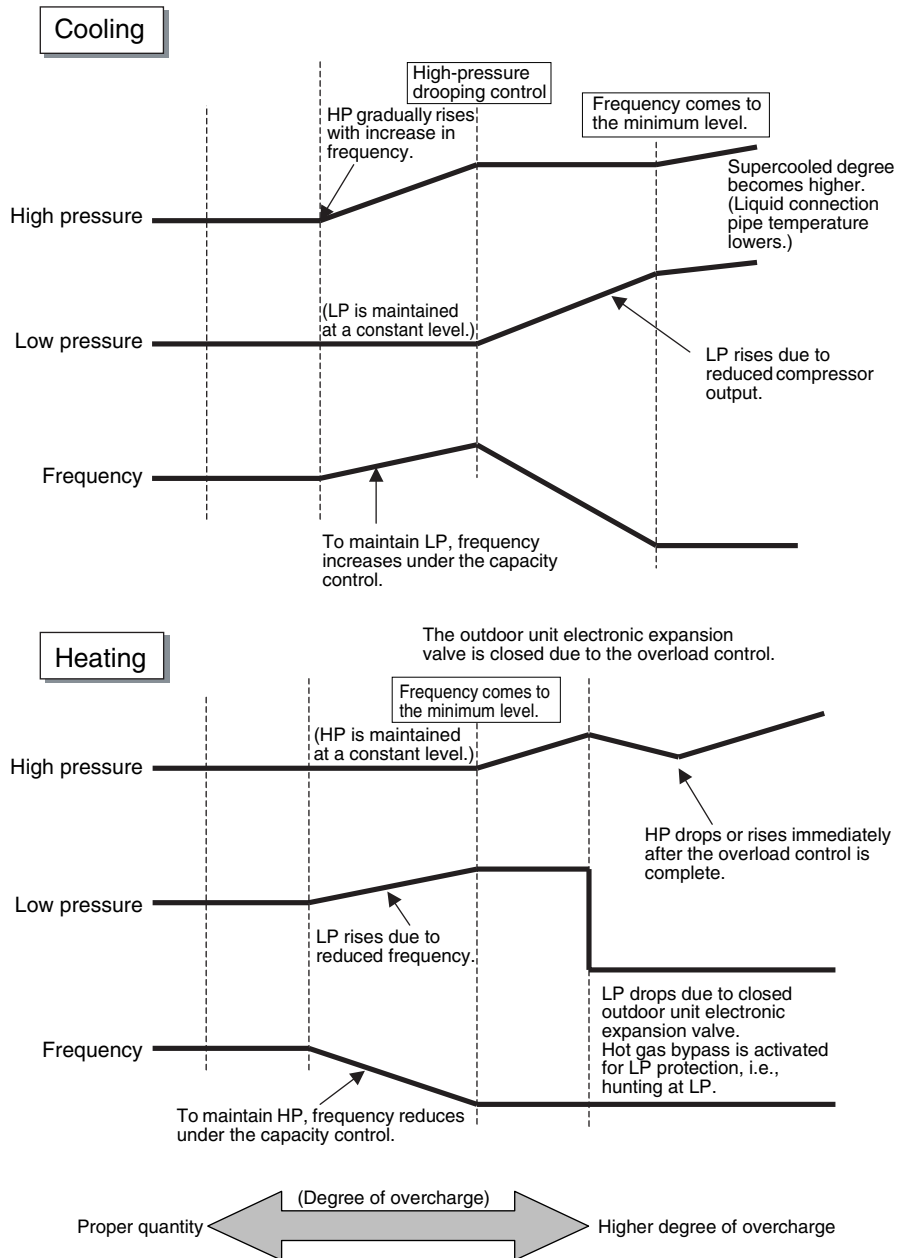 Cooling
High-pressure
drooping control
HP gradually rises
with increase in
frequency.
Frequency comes to
the minimum level.
Supercooled degree
becomes higher.
(Liquid connection
pipe temperature
lowers.)
High pressure
(LP is maintained
at a constant level.)
Low pressure
LP rises due to
reduced compressor
output.
Frequency
To maintain LP, frequency
increases under the capacity
control.
The outdoor unit electronic expansion
valve is closed due to the overload control.
Heating
Frequency comes to
the minimum level.
(HP is maintained
at a constant level.)
High pressure
HP drops or rises immediately
after the overload control is
complete.
Low pressure
LP rises due to
reduced frequency.
LP drops due to closed
outdoor unit electronic
expansion valve.
Hot gas bypass is activated
for LP protection, i.e.,
hunting at LP.
Frequency
To maintain HP, frequency reduces
under the capacity control.
(Degree of overcharge)
Proper quantity
Higher degree of overcharge